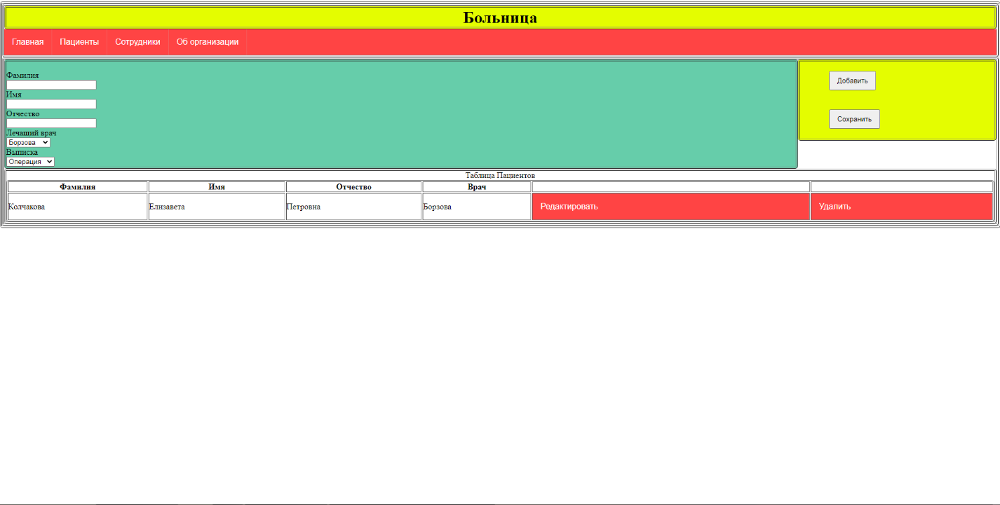 Больница
Главная Пациенты Сотрудники Об организации
Фамилия
Имя
Отчество
Лечащий врач
Борзова
Выписка
Операция
Добавить
Сохранить
Таблица Пациентов
Фамилия Имя Отчество Врач
Колчакова Елизавета Петровна Борзова Редактировать Удалить